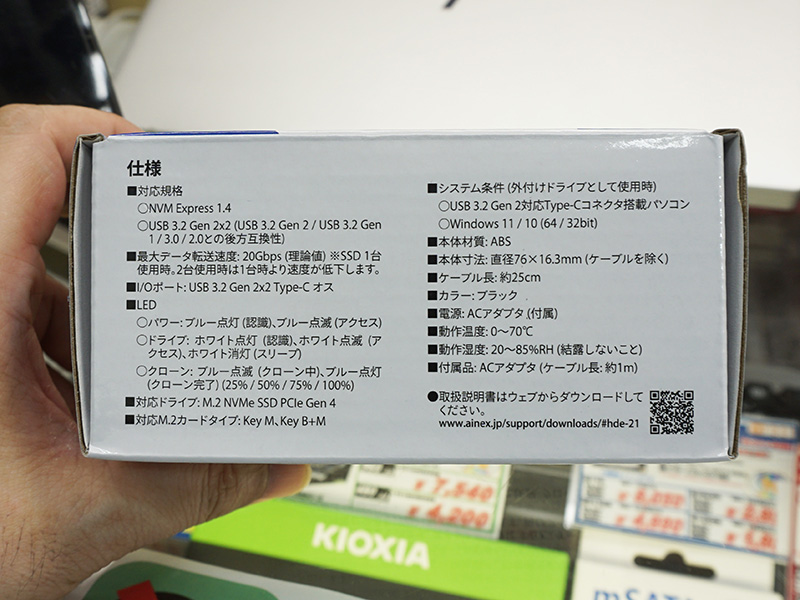 仕様
■対応規格
○NVM Express 1.4
○USB 3.2 Gen 2x2 (USB 3.2 Gen 2 / USB 3.2 Gen
1 / 3.0 / 2.0との後方互換性)
■最大データ転送速度: 20Gbps (理論値) ※SSD 1台
使用時。2台使用時は1台時より速度が低下します。
■I/Oポート: USB 3.2 Gen 2x2 Type-C オス
■LED
○パワー: ブルー点灯 (認識)、ブルー点滅 (アクセス)
○ドライブ: ホワイト点灯 (認識)、ホワイト点滅 (ア
クセス)、ホワイト消灯 (スリープ)
○クローン: ブルー点滅 (クローン中)、ブルー点灯
(クローン完了) (25% / 50% / 75% / 100%)
■対応ドライブ: M.2 NVMe SSD PCIe Gen 4
■対応M.2カードタイプ: Key M、Key B+M
■システム条件 (外付けドライブとして使用時)
○USB 3.2 Gen 2対応Type-Cコネクタ搭載パソコン
○Windows 11 / 10 (64 / 32bit)
■本体材質: ABS
■本体寸法: 直径76×16.3mm (ケーブルを除く)
■ケーブル長: 約25cm
■カラー: ブラック
■電源: ACアダプタ (付属)
■動作温度: 0〜70℃
■動作湿度: 20〜85%RH (結露しないこと)
■付属品: ACアダプタ (ケーブル長: 約1m)
●取扱説明書はウェブからダウンロードして
ください。
www.ainex.jp/support/downloads/#hde-21
¥7,540
¥4,200
KIOXIA